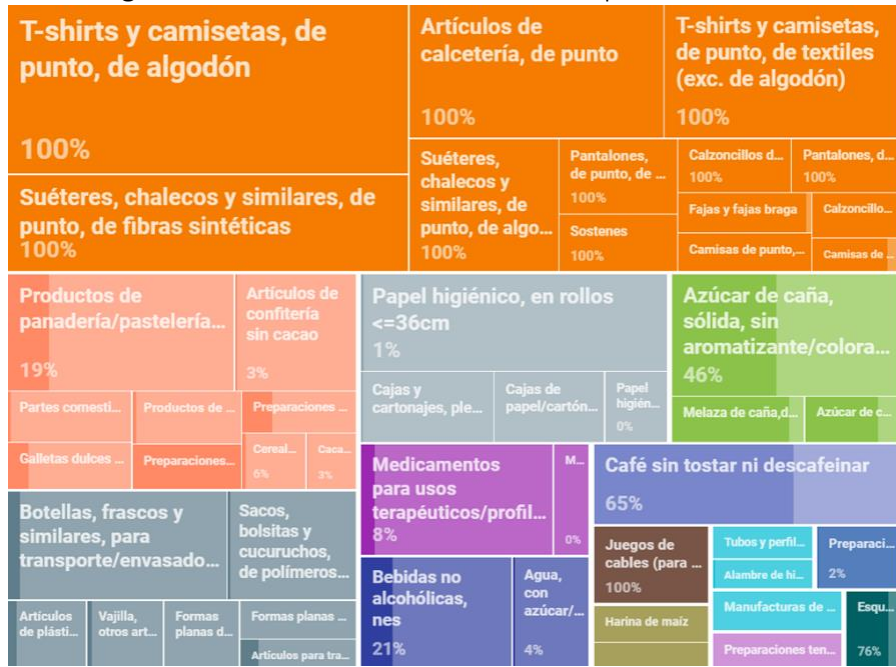 T-shirts y camisetas, de
punto, de algodón
100%
Artículos de
calcetería, de punto
100%
T-shirts y camisetas,
de punto, de textiles
(exc. de algodón)
100%
Suéteres, chalecos y similares, de
punto, de fibras sintéticas
100%
Suéteres,
chalecos y
similares, de
punto, de algo...
100%
Pantalones,
de punto, de ...
100%
Sostenes
100%
Calzoncillos d...
100%
Pantalones, d...
100%
Fajas y fajas braga
Calzoncillo...
Camisas de punto,...
Camisas de ...
Productos de
panadería/pastelería...
19%
Artículos de
confitería
sin cacao
3%
Partes comesti...
Productos de ...
Preparaciones ...
Galletas dulces ...
Preparaciones...
Cereal...
6%
Caca...
3%
Papel higiénico, en rollos
<=36cm
1%
Cajas y
cartonajes, ple...
Cajas de
papel/cartón...
Papel
higién...
0%
Azúcar de caña,
sólida, sin
aromatizante/colora...
46%
Melaza de caña,d...
Azúcar de c...
Botellas, frascos y
similares, para
transporte/envasado...
Sacos,
bolsitas y
cucuruchos,
de polímeros...
Artículos
de plásti...
Vajilla,
otros art...
Formas
planas d...
Formas planas ...
Artículos para tra...
Medicamentos
para usos
terapéuticos/profil...
8%
M...
0%
Café sin tostar ni descafeinar
65%
Bebidas no
alcohólicas,
nes
21%
Agua,
con
azúcar/...
4%
Juegos de
cables (para ...
100%
Harina de maíz
Tubos y perfil...
Alambre de hi...
Preparaci...
2%
Manufacturas de ...
Preparaciones ten...
Esqu...
76%